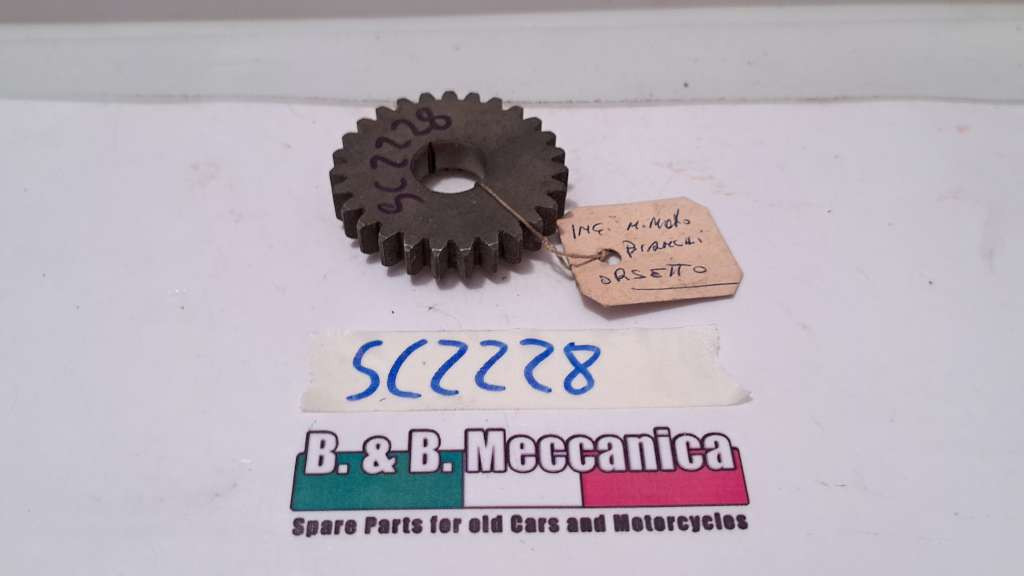 SC2228
ING. M. Moto
BIANCHI.
ORSETTO
SC2228
B. & B. Meccanica
Spare Parts for old Cars and Motorcycles